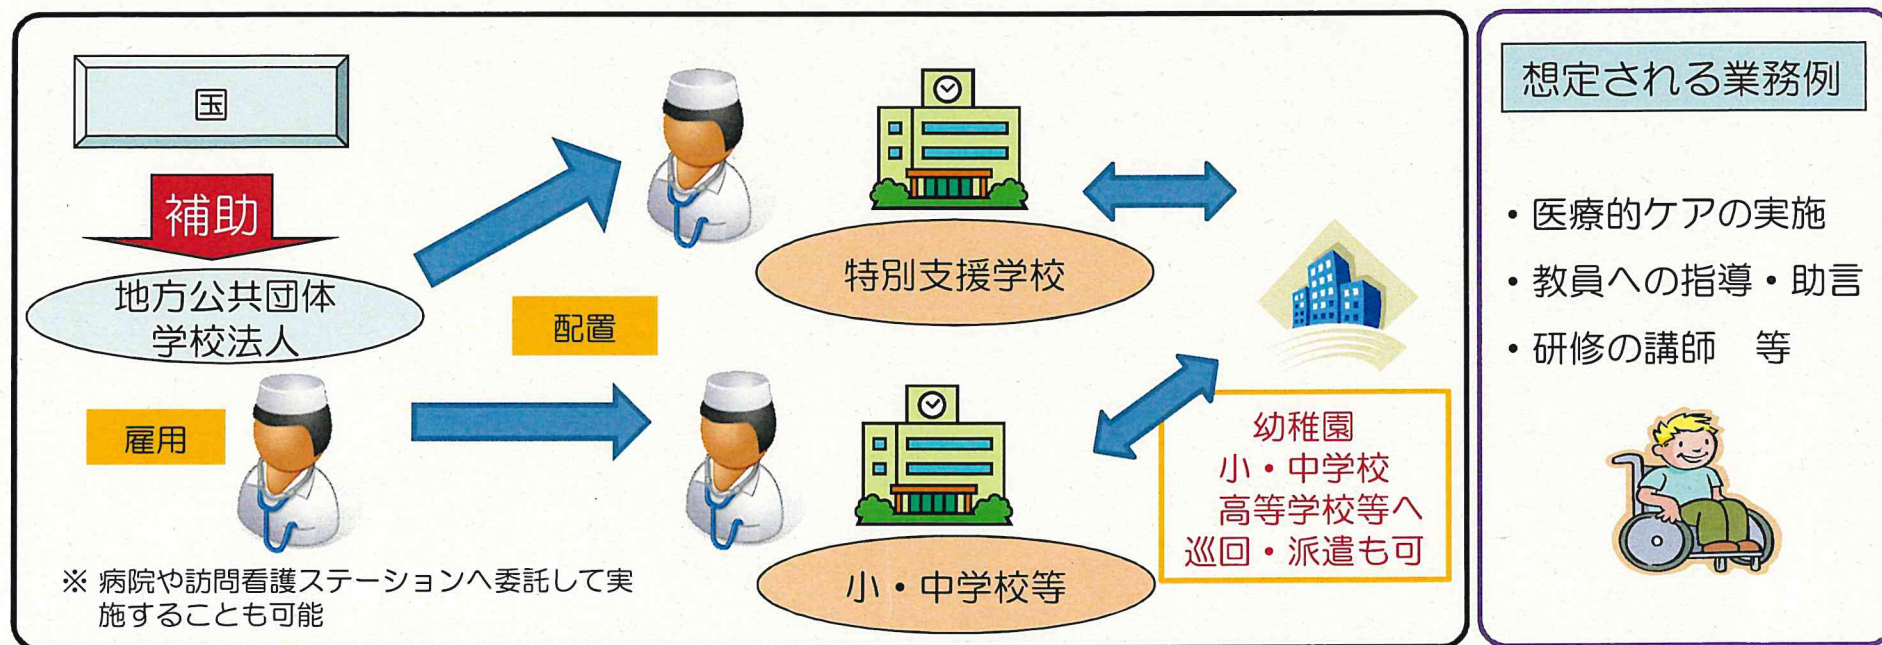 国
補助
地方公共団体
学校法人
雇用
配置
※ 病院や訪問看護ステーションへ委託して実
施することも可能
特別支援学校
小・中学校等
幼稚園
小・中学校
高等学校等へ
巡回・派遣も可
想定される業務例
・医療的ケアの実施
・教員への指導・助言
・研修の講師　等